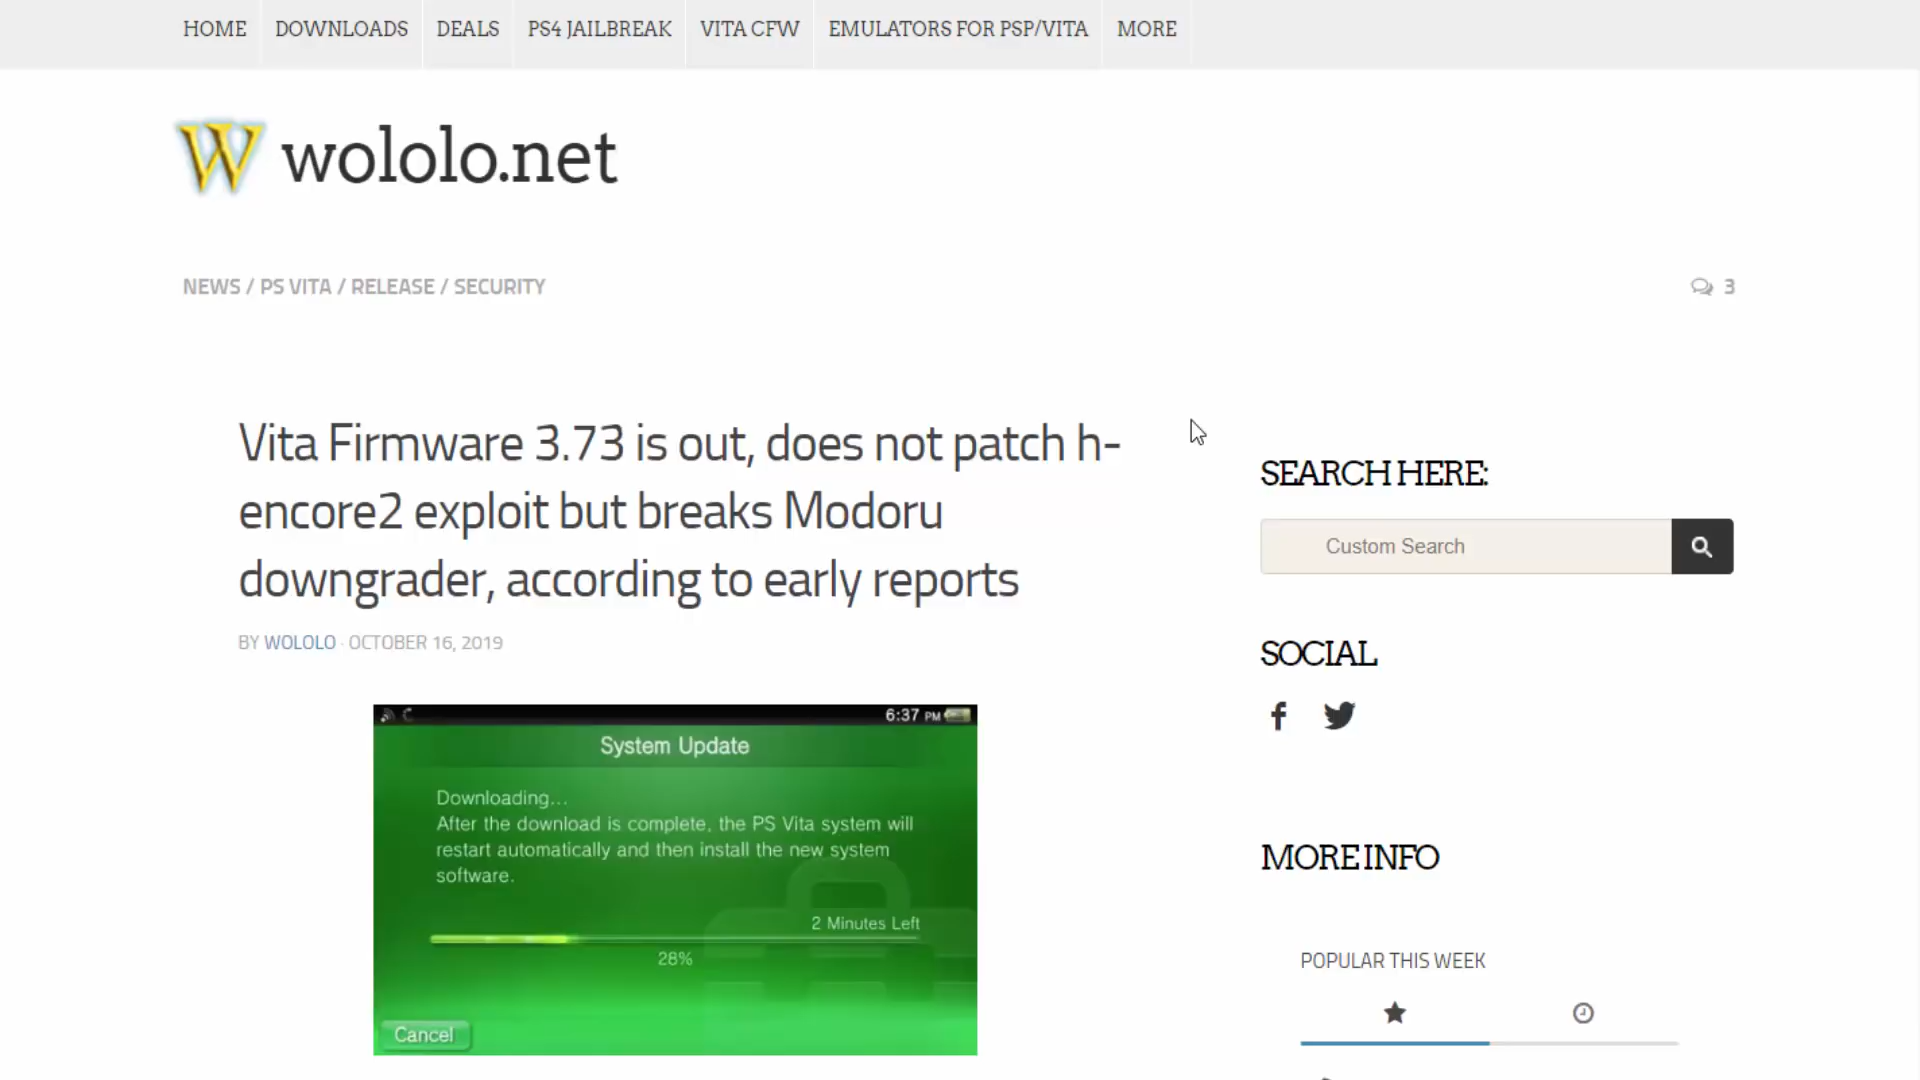 HOME DOWNLOADS DEALS PS4 JAILBREAK VITA CFW EMULATORS FOR PSP/VITA MORE
W wololo.net
NEWS / PS VITA / RELEASE / SECURITY
3
Vita Firmware 3.73 is out, does not patch h-
encore2 exploit but breaks Modoru
downgrader, according to early reports
BY WOLOLO · OCTOBER 16, 2019
6:37 PM
System Update
Downloading...
After the download is complete, the PS Vita system will
restart automatically and then install the new system
software.
2 Minutes Left
28%
Cancel
SEARCH HERE:
Custom Search
SOCIAL
MORE INFO
POPULAR THIS WEEK